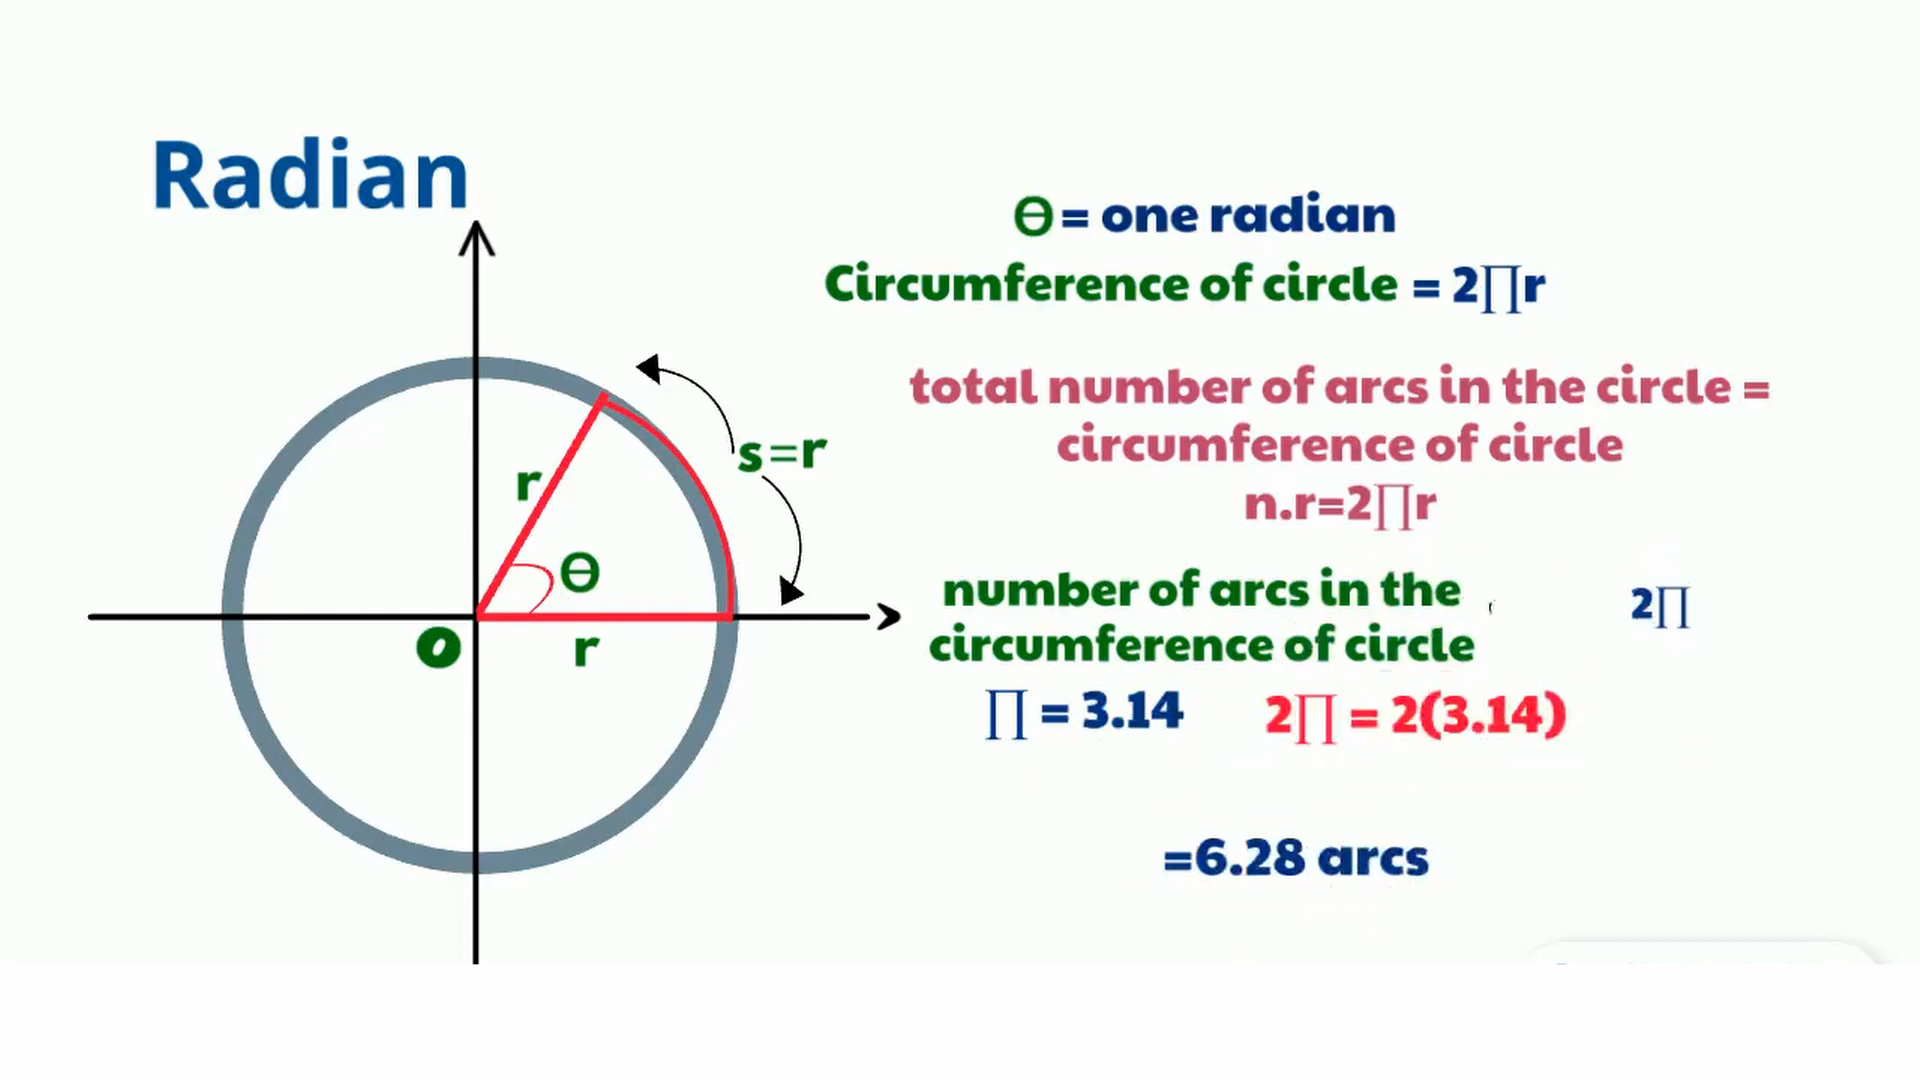 Radian
Ɵ= one radian
Circumference of circle = 2∏r
total number of arcs in the circle =
circumference of circle
n.r=2∏r
s=r
r
Ɵ
O
r
number of arcs in the
circumference of circle
2∏
∏ = 3.14
2∏ = 2(3.14)
=6.28 arcs